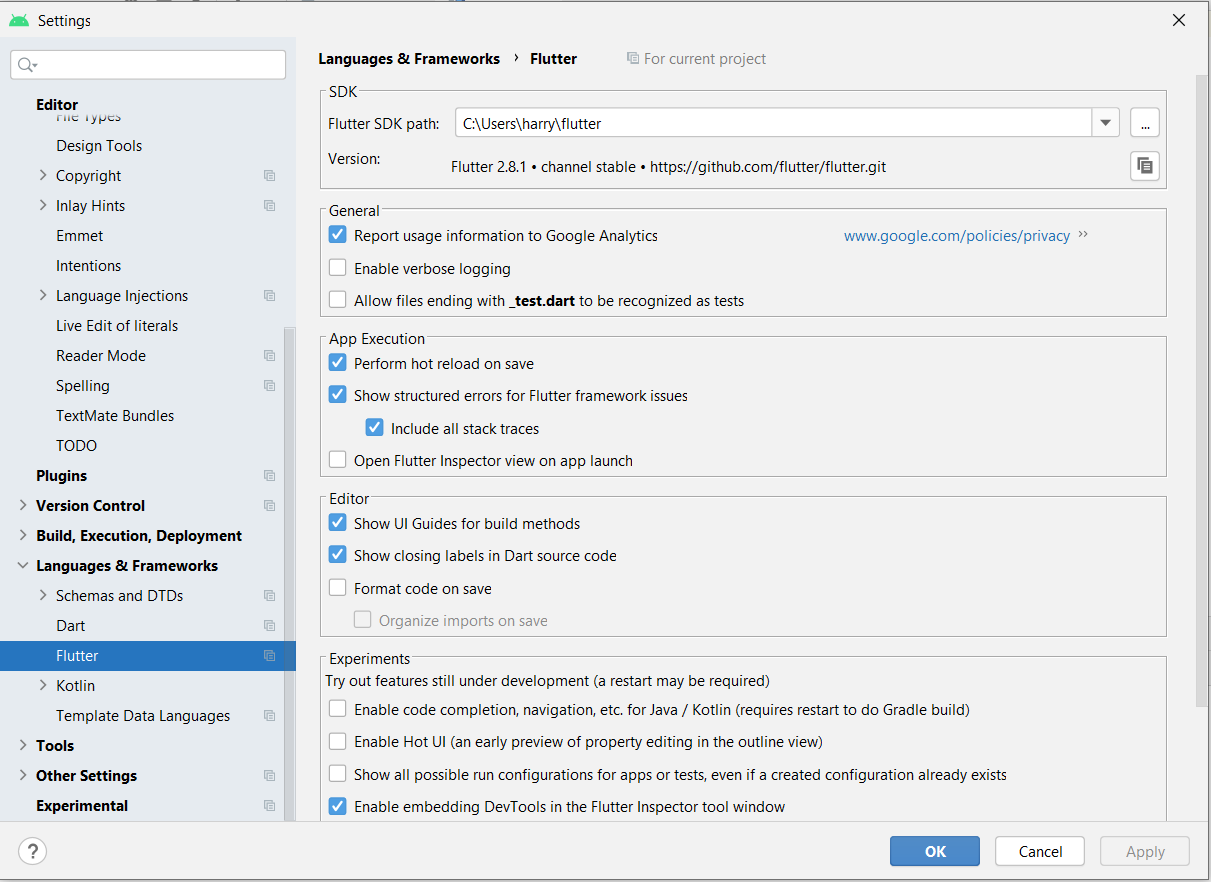 Settings
Editor
File Types
Design Tools
Copyright
Inlay Hints
Emmet
Intentions
Language Injections
Live Edit of literals
Reader Mode
Spelling
TextMate Bundles
TODO
Plugins
Version Control
Build, Execution, Deployment
Languages & Frameworks
Schemas and DTDs
Dart
Flutter
Kotlin
Template Data Languages
Tools
Other Settings
Experimental
Languages & Frameworks › Flutter For current project
SDK
Flutter SDK path: C:\Users\harry\flutter ...
Version: Flutter 2.8.1 • channel stable • https://github.com/flutter/flutter.git
General
Report usage information to Google Analytics www.google.com/policies/privacy ››
Enable verbose logging
Allow files ending with _test.dart to be recognized as tests
App Execution
Perform hot reload on save
Show structured errors for Flutter framework issues
Include all stack traces
Open Flutter Inspector view on app launch
Editor
Show UI Guides for build methods
Show closing labels in Dart source code
Format code on save
Organize imports on save
Experiments
Try out features still under development (a restart may be required)
Enable code completion, navigation, etc. for Java / Kotlin (requires restart to do Gradle build)
Enable Hot UI (an early preview of property editing in the outline view)
Show all possible run configurations for apps or tests, even if a created configuration already exists
Enable embedding DevTools in the Flutter Inspector tool window
? OK Cancel Apply